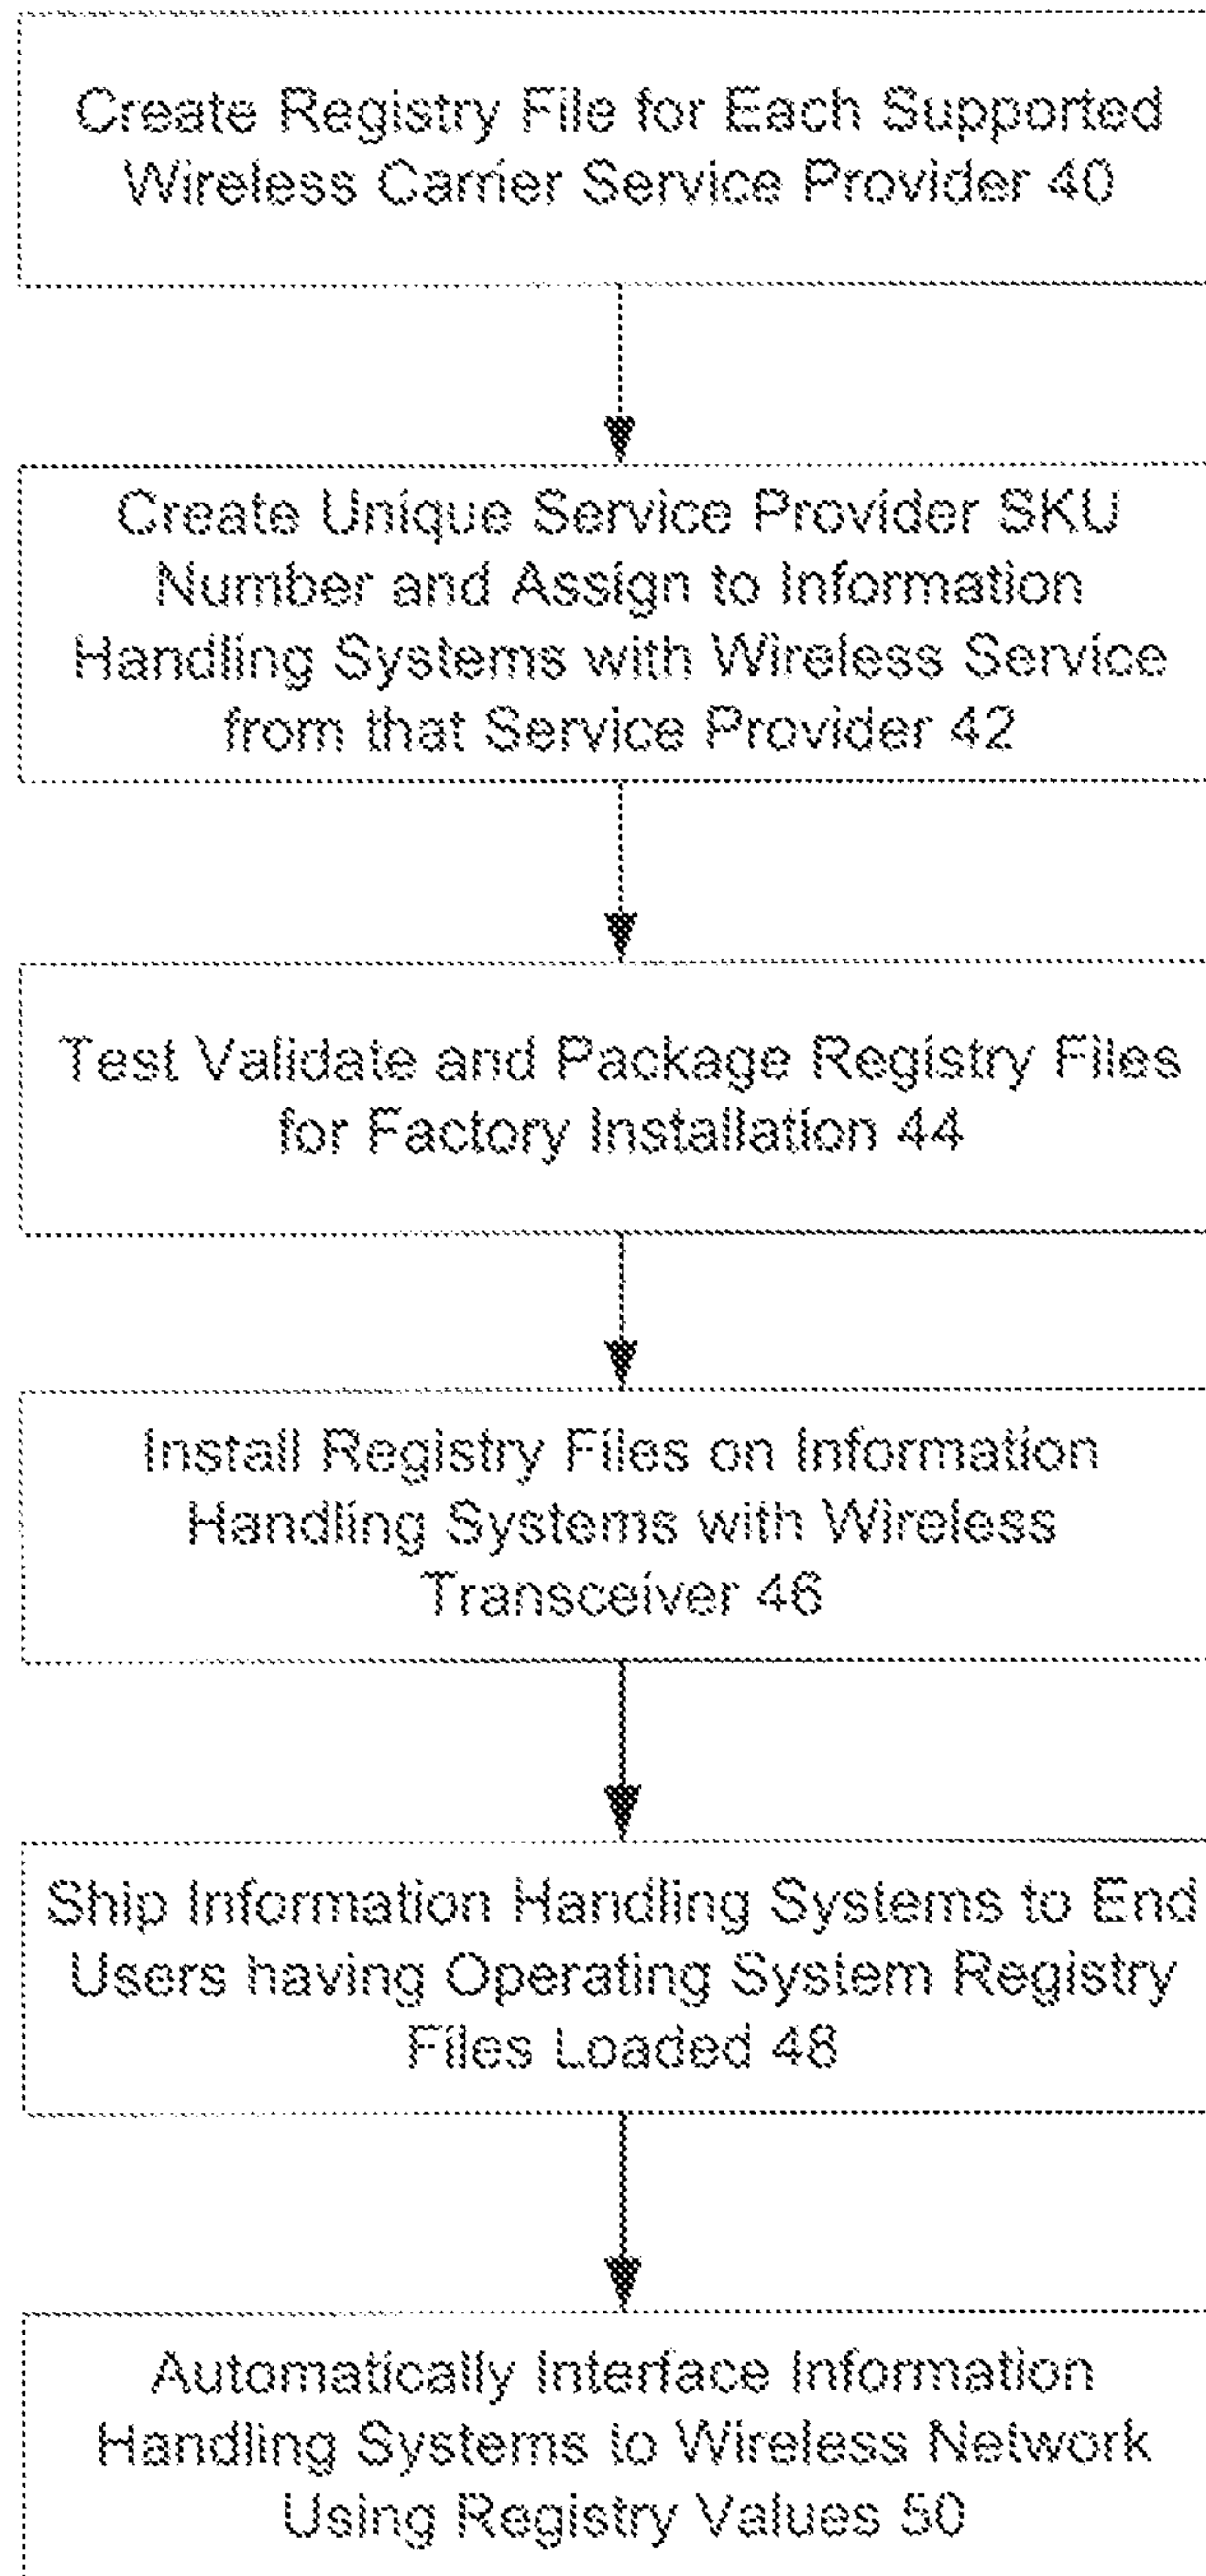 Create Registry File for Each Supported
Wireless Carrier Service Provider 40
Create Unique Service Provider SKU
Number and Assign to Information
Handling Systems with Wireless Service
from that Service Provider 42
Test Validate and Package Registry Files
for Factory Installation 44
Install Registry Files on Information
Handling Systems with Wireless
Transceiver 46
Ship Information Handling Systems to End
Users having Operating System Registry
Files Loaded 48
Automatically Interface Information
Handling Systems to Wireless Network
Using Registry Values 50